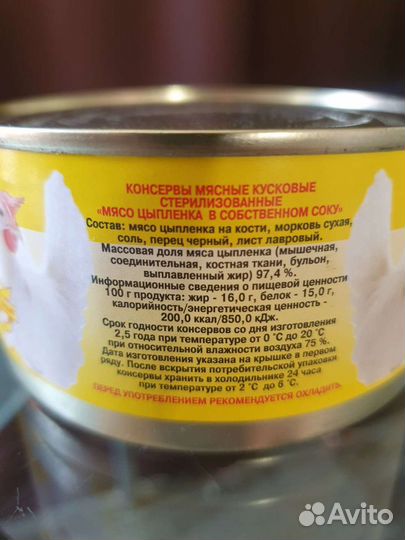 КОНСЕРВЫ МЯСНЫЕ КУСКОВЫЕ
СТЕРИЛИЗОВАННЫЕ
«МЯСО ЦЫПЛЕНКА В СОБСТВЕННОМ СОКУ»
Состав: мясо цыпленка на кости, морковь сухая,
соль, перец черный, лист лавровый.
Массовая доля мяса цыпленка (мышечная,
соединительная, костная ткани, бульон,
выплавленный жир) 97,4 %.
Информационные сведения о пищевой ценности
100 г продукта: жир - 16,0 г, белок - 15,0 г,
калорийность/энергетическая ценность -
200,0 ккал/850,0 кДж.
Срок годности консервов со дня изготовления
2,5 года при температуре от 0˚С до 20˚С
при относительной влажности воздуха 75 %.
Дата изготовления указана на крышке в первом
ряду. После вскрытия потребительской упаковки
консервы хранить в холодильнике 24 часа
при температуре от 2˚С до 6˚С.
ПЕРЕД УПОТРЕБЛЕНИЕМ РЕКОМЕНДУЕТСЯ ОХЛАДИТЬ.
Avito